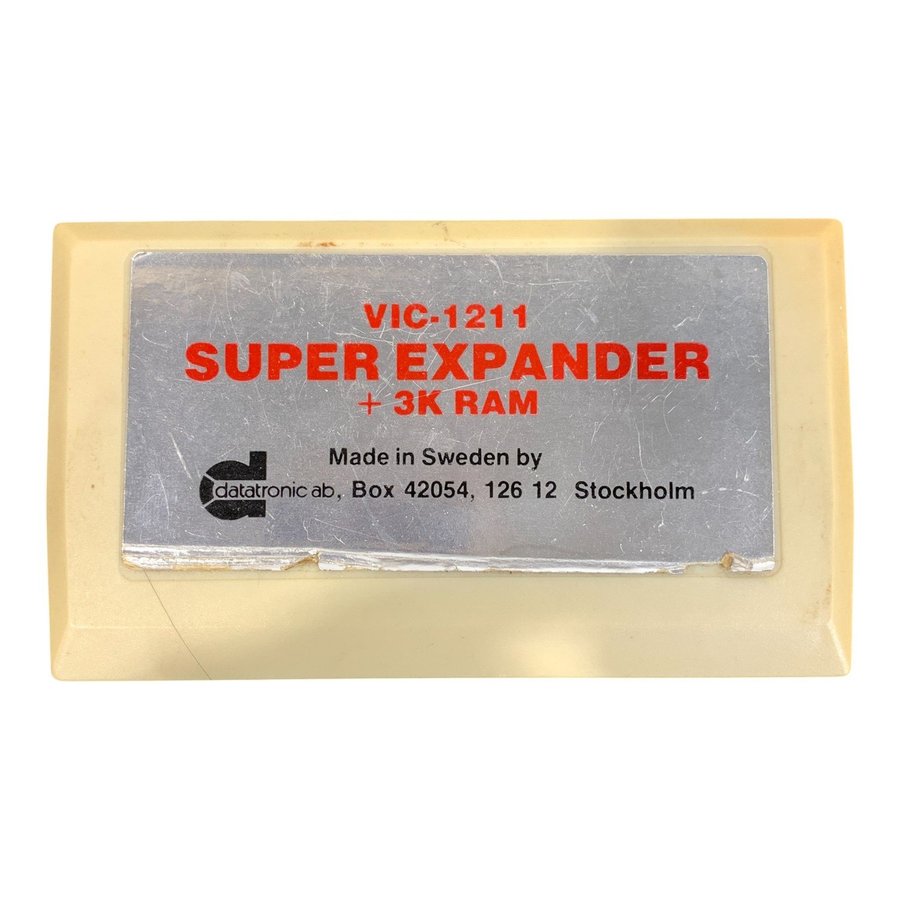 VIC-1211
SUPER EXPANDER
+ 3K RAM
Made in Sweden by
datatronic ab, Box 42054, 126 12 Stockholm